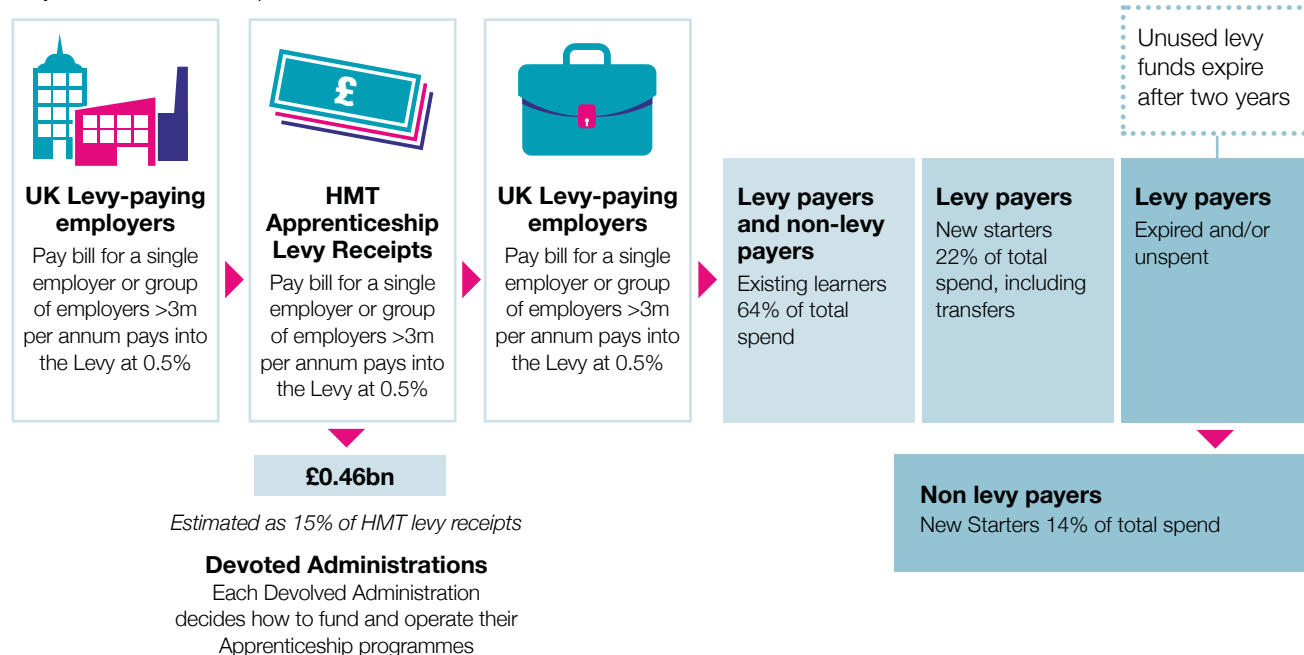 UK Levy-paying
employers
Pay bill for a single
employer or group
of employers >3m
per annum pays into
the Levy at 0.5%
£
HMT
Apprenticeship
Levy Receipts
Pay bill for a single
employer or group
of employers >3m
per annum pays into
the Levy at 0.5%
UK Levy-paying
employers
Pay bill for a single
employer or group
of employers >3m
per annum pays into
the Levy at 0.5%
Levy payers
and non-levy
payers
Existing learners
64% of total
spend
Levy payers
New starters
22% of total
spend, including
transfers
Unused levy
funds expire
after two years
Levy payers
Expired and/or
unspent
£0.46bn
Estimated as 15% of HMT levy receipts
Devoted Administrations
Each Devolved Administration
decides how to fund and operate their
Apprenticeship programmes
Non levy payers
New Starters 14% of total spend